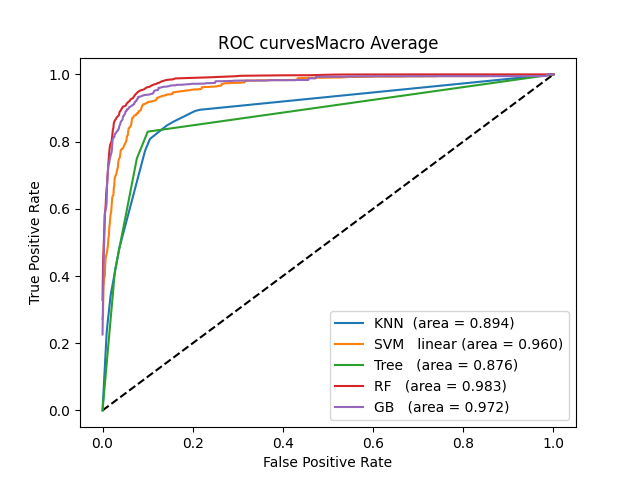 ROC curvesMacro Average
True Positive Rate
1.0
0.8
0.6
0.4
0.2
0.0
KNN  (area = 0.894)
SVM   linear (area = 0.960)
Tree   (area = 0.876)
RF   (area = 0.983)
GB   (area = 0.972)
0.0 0.2 0.4 0.6 0.8 1.0
False Positive Rate